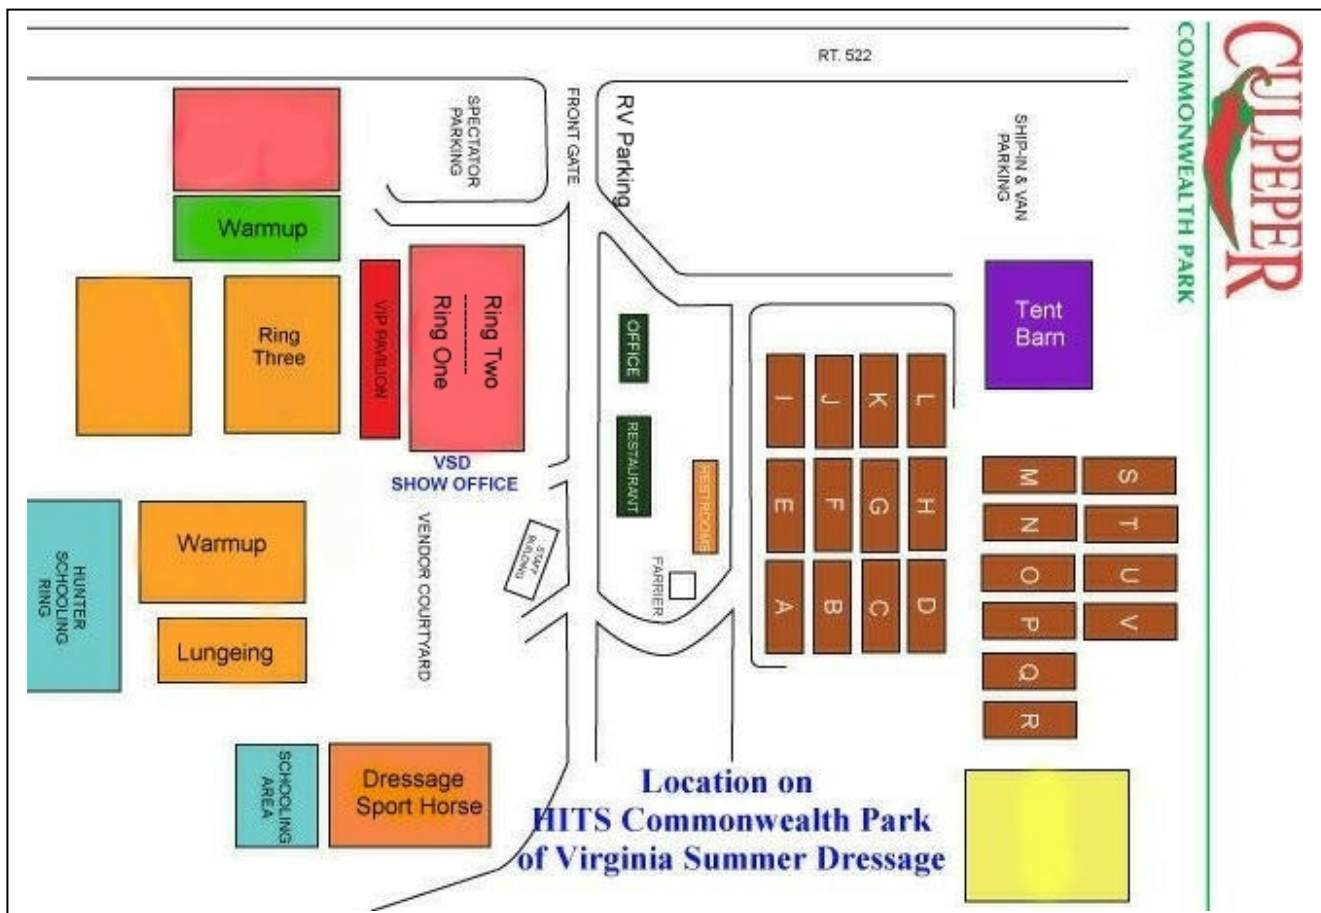 RT. 522
CULPEPER
COMMONWEALTH PARK
SPECTATOR
PARKING
FRONT GATE
RV Parking
SHIP-IN & VAN
PARKING
Warmup
Ring
Three
VIP PAVILION
Ring Two
----------
Ring One
OFFICE
RESTAURANT
RESTROOMS
Tent
Barn
I
J
K
L
E
F
G
H
A
B
C
D
M
N
O
P
Q
R
S
T
U
V
VSD
SHOW OFFICE
HUNTER
SCHOOLING
RING
Warmup
Lungeing
VENDOR COURTYARD
STAFF
BUILDING
FARRIER
SCHOOLING
AREA
Dressage
Sport Horse
Location on
HITS Commonwealth Park
of Virginia Summer Dressage